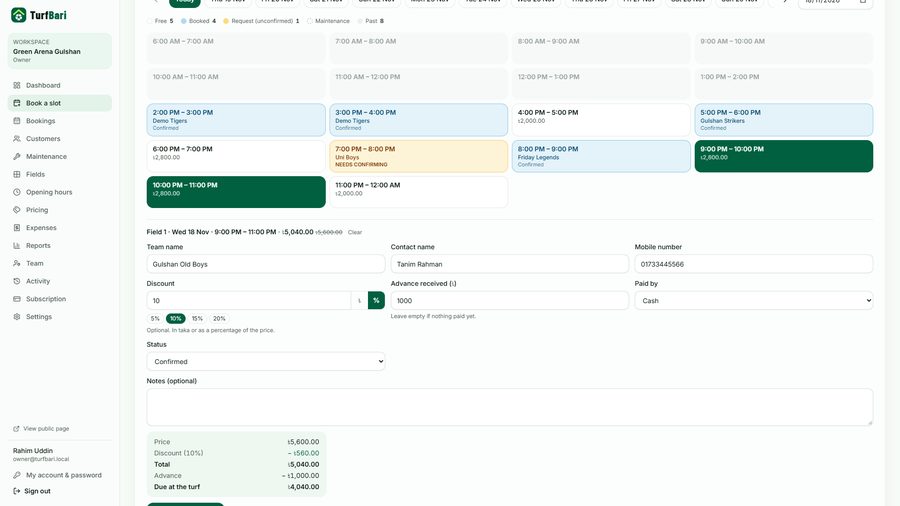 TurfBari
WORKSPACE
Green Arena Gulshan
Owner
Dashboard
Book a slot
Bookings
Customers
Maintenance
Fields
Opening hours
Pricing
Expenses
Reports
Team
Activity
Subscription
Settings
View public page
Rahim Uddin
owner@turfbari.local
My account & password
Sign out
Free 5 Booked 4 Request (unconfirmed) 1 Maintenance Past 8
6:00 AM – 7:00 AM
7:00 AM – 8:00 AM
8:00 AM – 9:00 AM
9:00 AM – 10:00 AM
10:00 AM – 11:00 AM
11:00 AM – 12:00 PM
12:00 PM – 1:00 PM
1:00 PM – 2:00 PM
2:00 PM – 3:00 PM
Demo Tigers
Confirmed
3:00 PM – 4:00 PM
Demo Tigers
Confirmed
4:00 PM – 5:00 PM
৳2,000.00
5:00 PM – 6:00 PM
Gulshan Strikers
Confirmed
6:00 PM – 7:00 PM
৳2,800.00
7:00 PM – 8:00 PM
Uni Boys
NEEDS CONFIRMING
8:00 PM – 9:00 PM
Friday Legends
Confirmed
9:00 PM – 10:00 PM
৳2,800.00
10:00 PM – 11:00 PM
৳2,800.00
11:00 PM – 12:00 AM
৳2,000.00
Field 1 · Wed 18 Nov · 9:00 PM – 11:00 PM · ৳5,040.00 ৳5,600.00 Clear
Team name
Gulshan Old Boys
Contact name
Tanim Rahman
Mobile number
01733445566
Discount
10 ৳ %
5% 10% 15% 20%
Optional. In taka or as a percentage of the price.
Advance received (৳)
1000
Leave empty if nothing paid yet.
Paid by
Cash
Status
Confirmed
Notes (optional)
Price ৳5,600.00
Discount (10%) – ৳560.00
Total ৳5,040.00
Advance – ৳1,000.00
Due at the turf ৳4,040.00